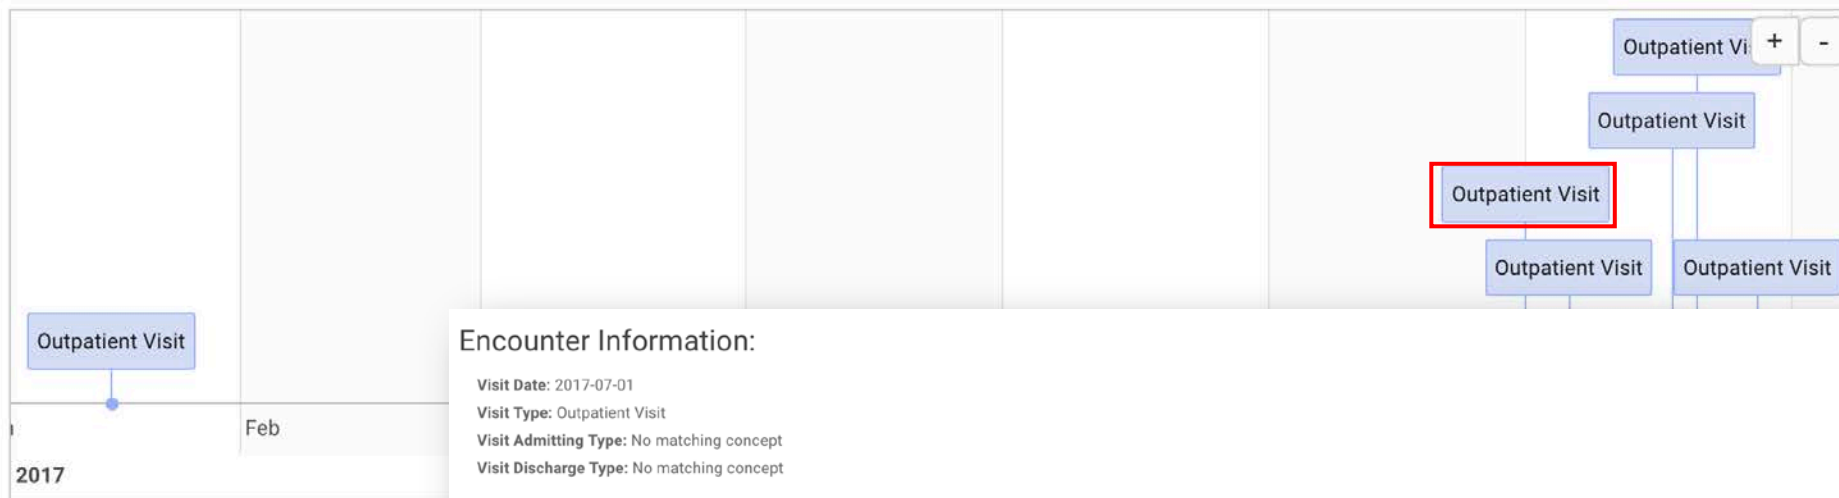 Outpatient Vi
+
-
Outpatient Visit
Outpatient Visit
Outpatient Visit
Outpatient Visit
Outpatient Visit
Feb
2017
Encounter Information:
Visit Date: 2017-07-01
Visit Type: Outpatient Visit
Visit Admitting Type: No matching concept
Visit Discharge Type: No matching concept